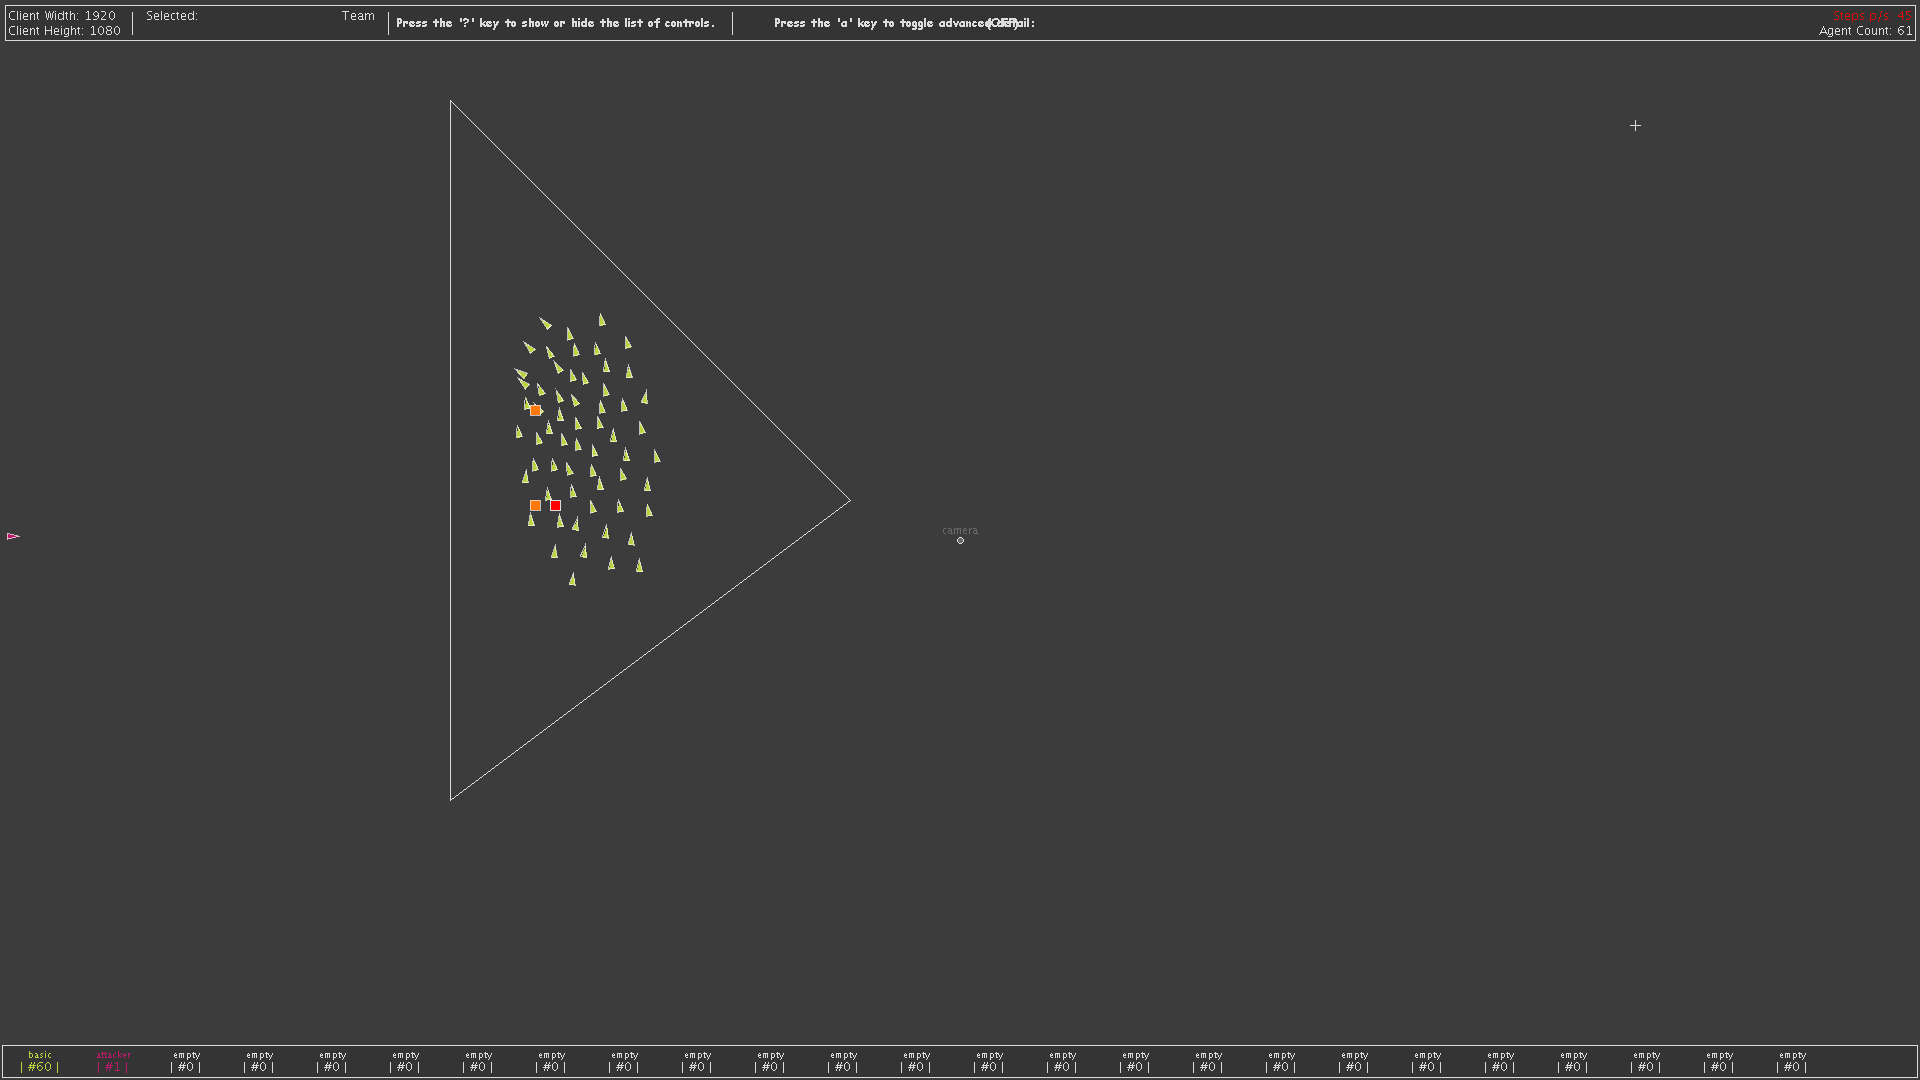 Client Width: 1920
Client Height: 1080
Selected:
Team
Press the '?' key to show or hide the list of controls.
Press the 'a' key to toggle advanced detail:
(OFF)
Steps p/s: 45
Agent Count: 61
camera
basic attacker empty empty empty empty empty empty empty empty empty empty empty empty empty empty empty empty empty empty empty empty empty empty empty
| #60 | | #1 | | #0 | | #0 | | #0 | | #0 | | #0 | | #0 | | #0 | | #0 | | #0 | | #0 | | #0 | | #0 | | #0 | | #0 | | #0 | | #0 | | #0 | | #0 | | #0 | | #0 | | #0 | | #0 | | #0 |